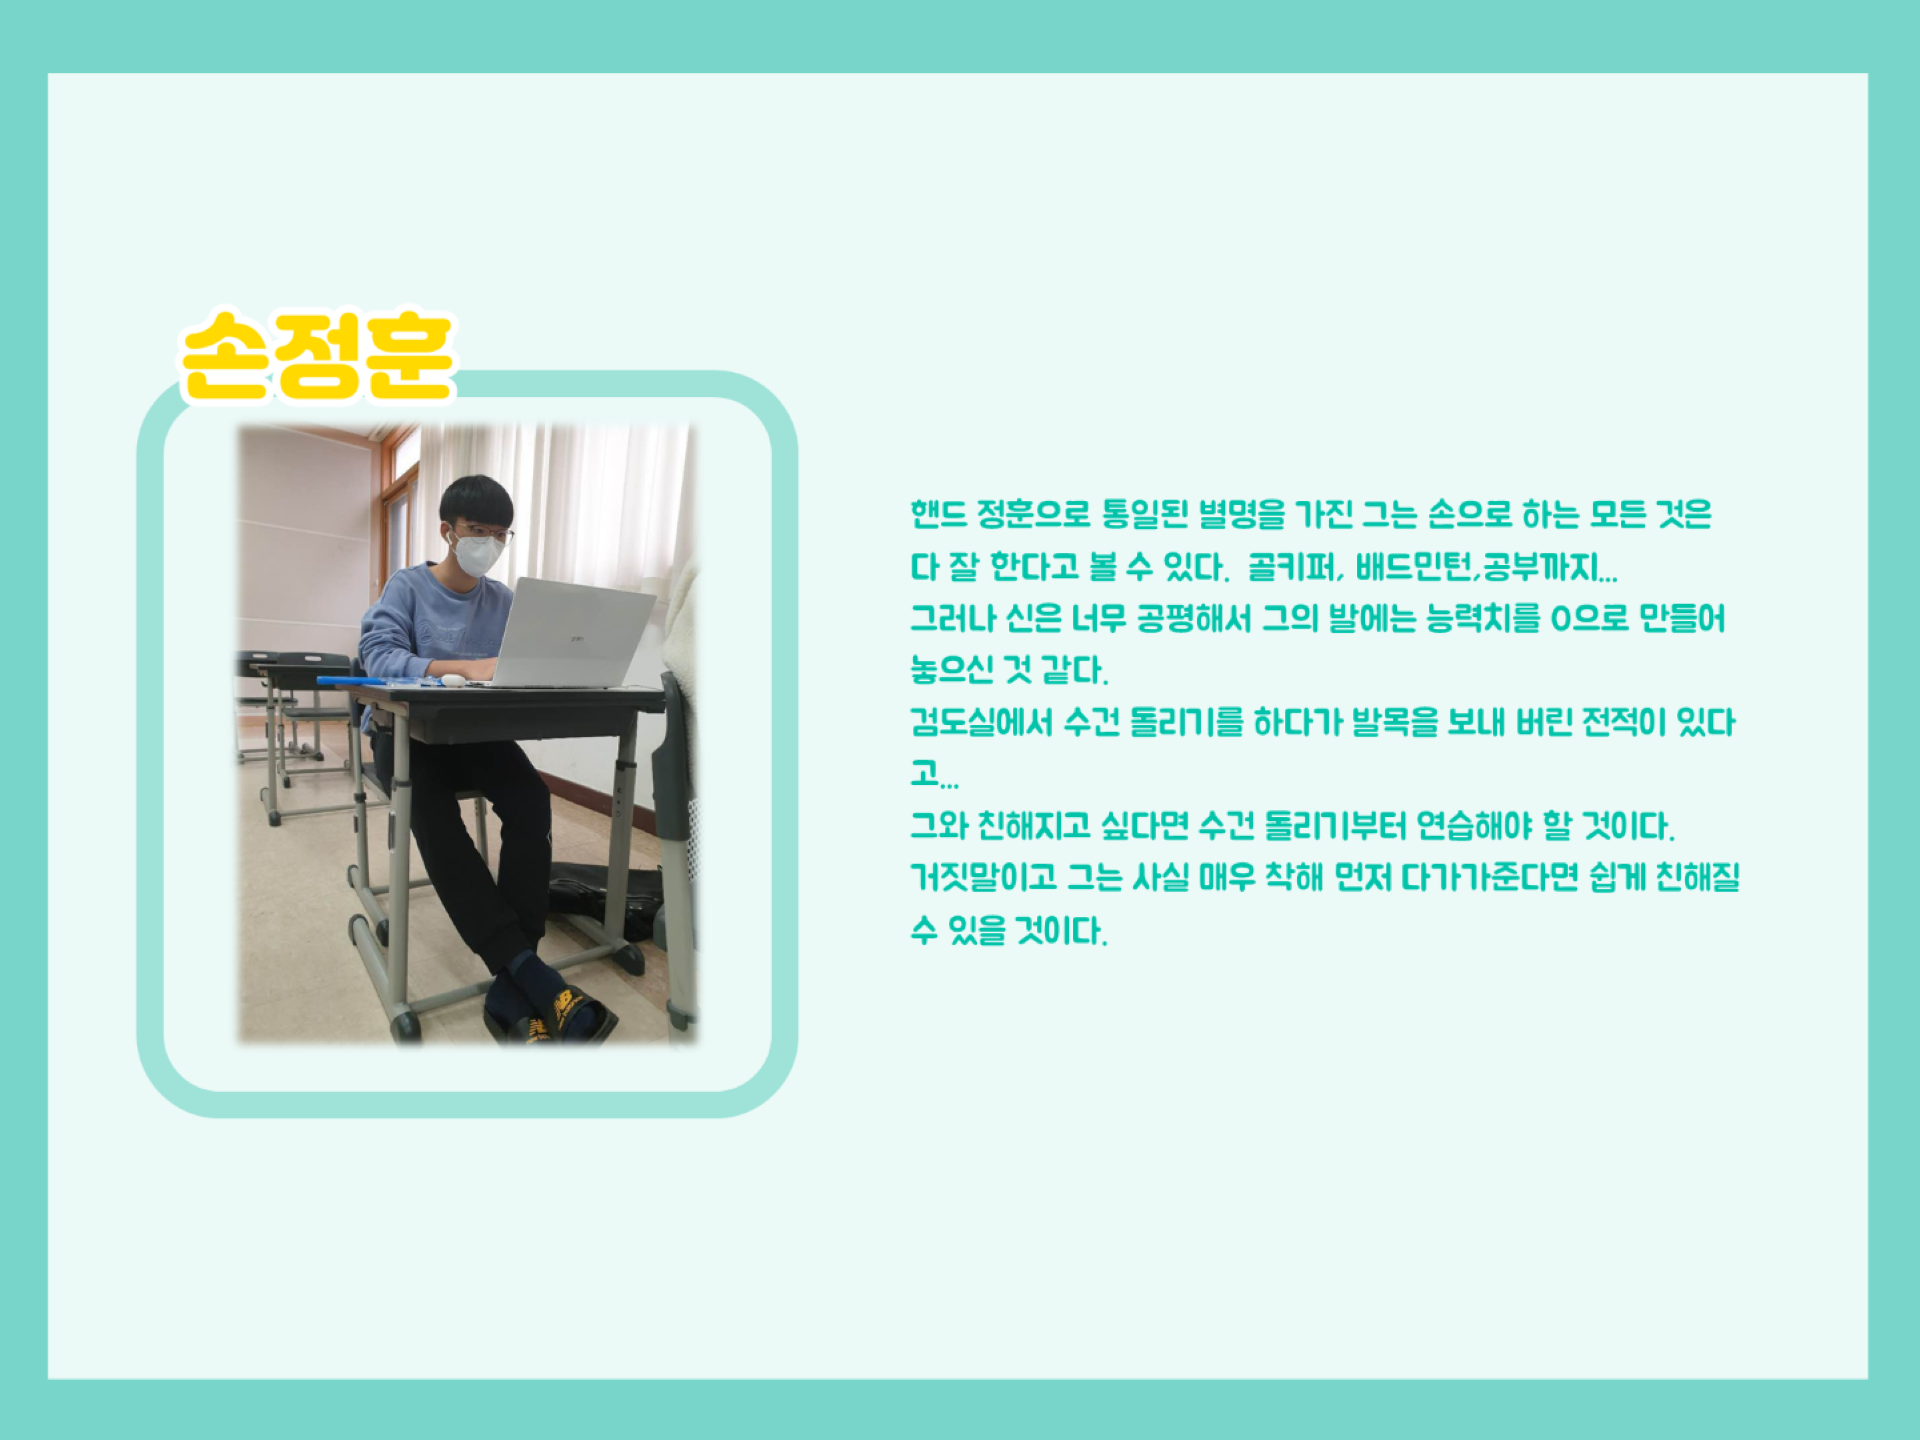 손정훈
핸드 정훈으로 통일된 별명을 가진 그는 손으로 하는 모든 것은
다 잘 한다고 볼 수 있다. 골키퍼, 배드민턴,공부까지...
그러나 신은 너무 공평해서 그의 발에는 능력치를 0으로 만들어
놓으신 것 같다.
검도실에서 수건 돌리기를 하다가 발목을 보내 버린 전적이 있다
고...
그와 친해지고 싶다면 수건 돌리기부터 연습해야 할 것이다.
거짓말이고 그는 사실 매우 착해 먼저 다가가준다면 쉽게 친해질
수 있을 것이다.